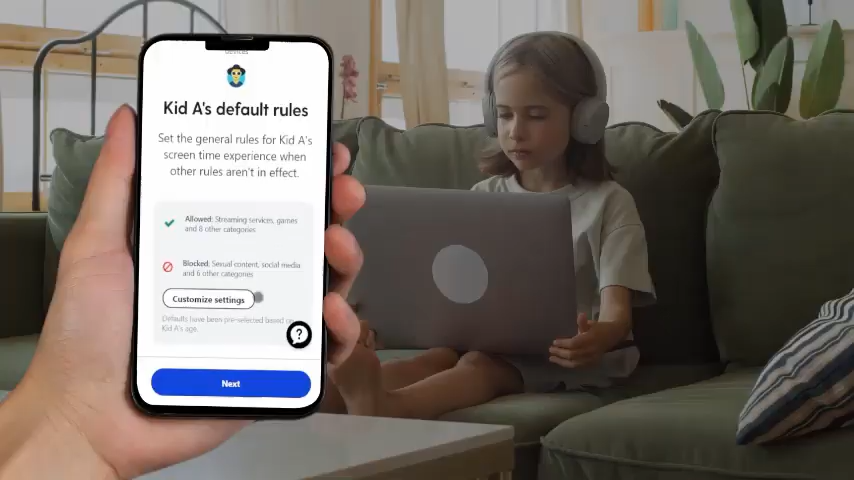 devices
Kid A's default rules
Set the general rules for Kid A's
screen time experience when
other rules aren't in effect.
Allowed: Streaming services, games
and 8 other categories
Blocked: Sexual content, social media
and 6 other categories
Customize settings
Defaults have been pre-selected based on
Kid A's age.
?
Next